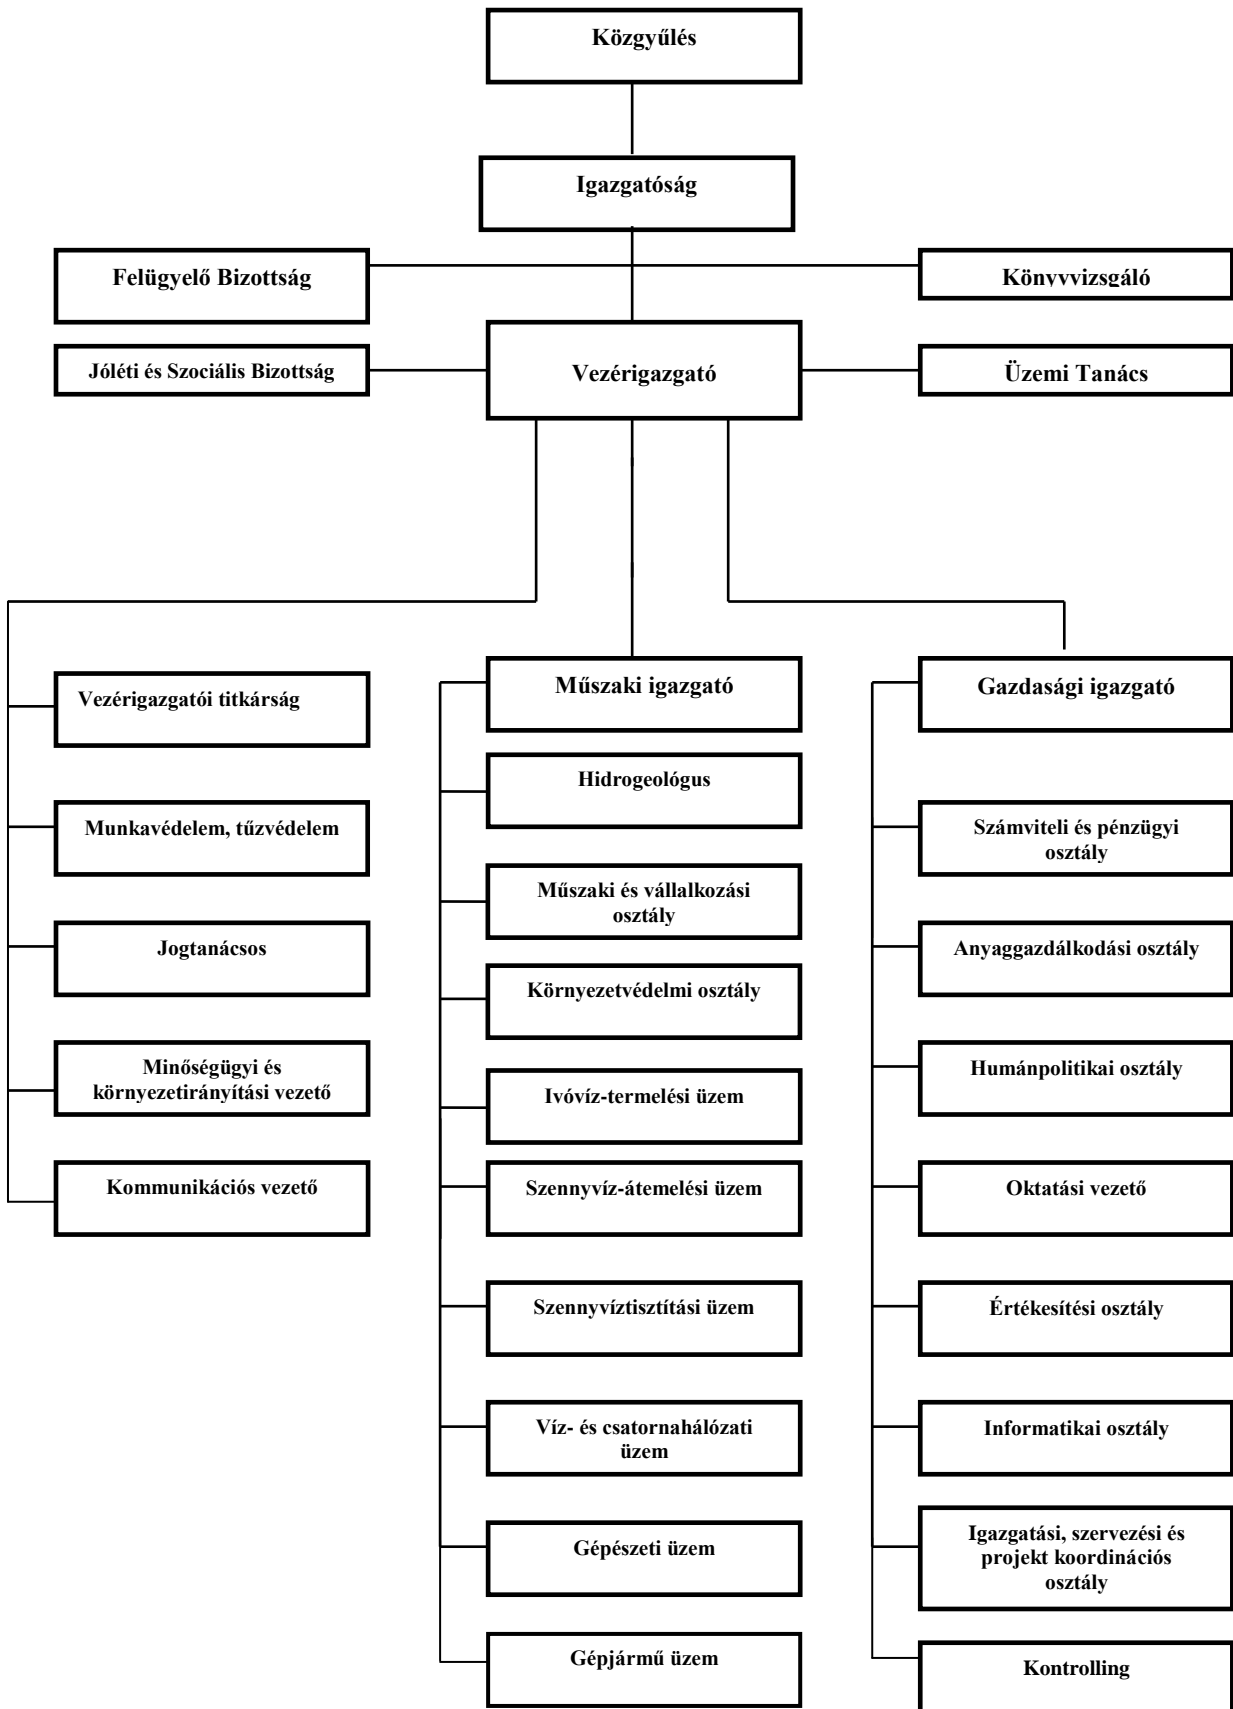 Közgyűlés
Igazgatóság
Felügyelő Bizottság
Könyvvizsgáló
Jóléti és Szociális Bizottság
Vezérigazgató
Üzemi Tanács
Vezérigazgatói titkárság
Munkavédelem, tűzvédelem
Jogtanácsos
Minőségügyi és
környezetirányítási vezető
Kommunikációs vezető
Műszaki igazgató
Hidrogeológus
Műszaki és vállalkozási
osztály
Környezetvédelmi osztály
Ivóvíz-termelési üzem
Szennyvíz-átemelési üzem
Szennyvíztisztítási üzem
Víz- és csatornahálózati
üzem
Gépészeti üzem
Gépjármű üzem
Gazdasági igazgató
Számviteli és pénzügyi
osztály
Anyaggazdálkodási osztály
Humánpolitikai osztály
Oktatási vezető
Értékesítési osztály
Informatikai osztály
Igazgatási, szervezési és
projekt koordinációs
osztály
Kontrolling